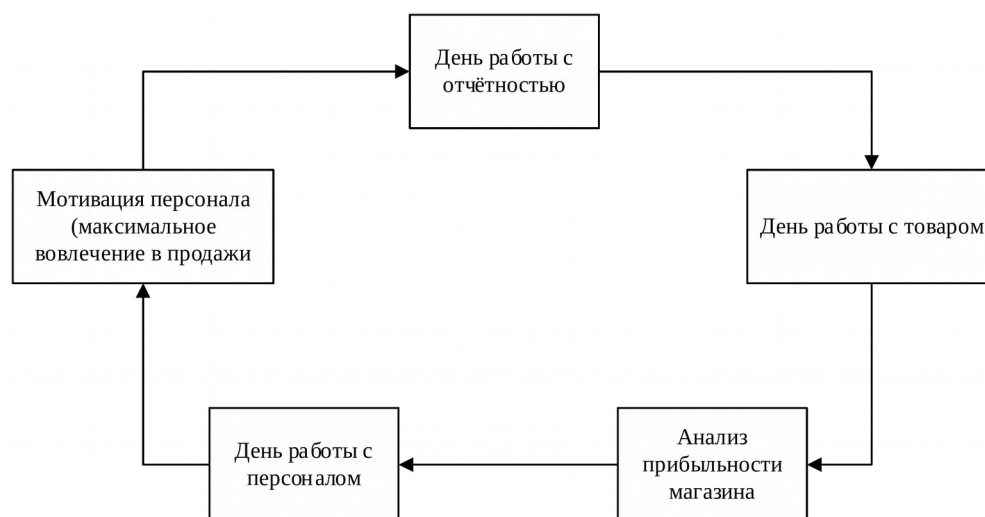 День работы с
отчётностью
Мотивация персонала
(максимальное
вовлечение в продажи
День работы с товаром
День работы с
персоналом
Анализ
прибыльности
магазина